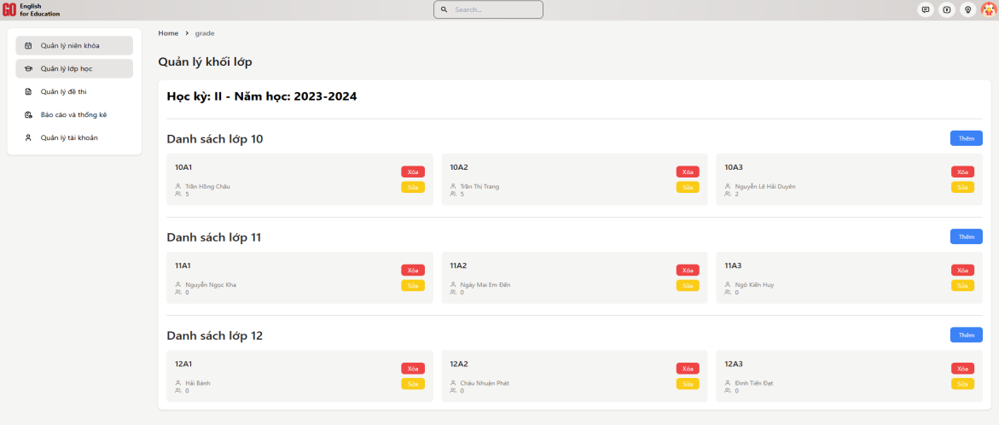 GO English
for Education
Search...
Home > grade
Quản lý niên khóa
Quản lý lớp học
Quản lý đề thi
Báo cáo và thống kê
Quản lý tài khoản
Quản lý khối lớp
Học kỳ: II - Năm học: 2023-2024
Danh sách lớp 10
Thêm
10A1
Xóa
Trần Hồng Châu
Sửa
5
10A2
Xóa
Trần Thị Trang
Sửa
5
10A3
Xóa
Nguyễn Lê Hải Duyên
Sửa
2
Danh sách lớp 11
Thêm
11A1
Xóa
Nguyễn Ngọc Kha
Sửa
0
11A2
Xóa
Ngày Mai Em Đến
Sửa
0
11A3
Xóa
Ngô Kiến Huy
Sửa
0
Danh sách lớp 12
Thêm
12A1
Xóa
Hải Bánh
Sửa
0
12A2
Xóa
Châu Nhuận Phát
Sửa
0
12A3
Xóa
Đinh Tiến Đạt
Sửa
0